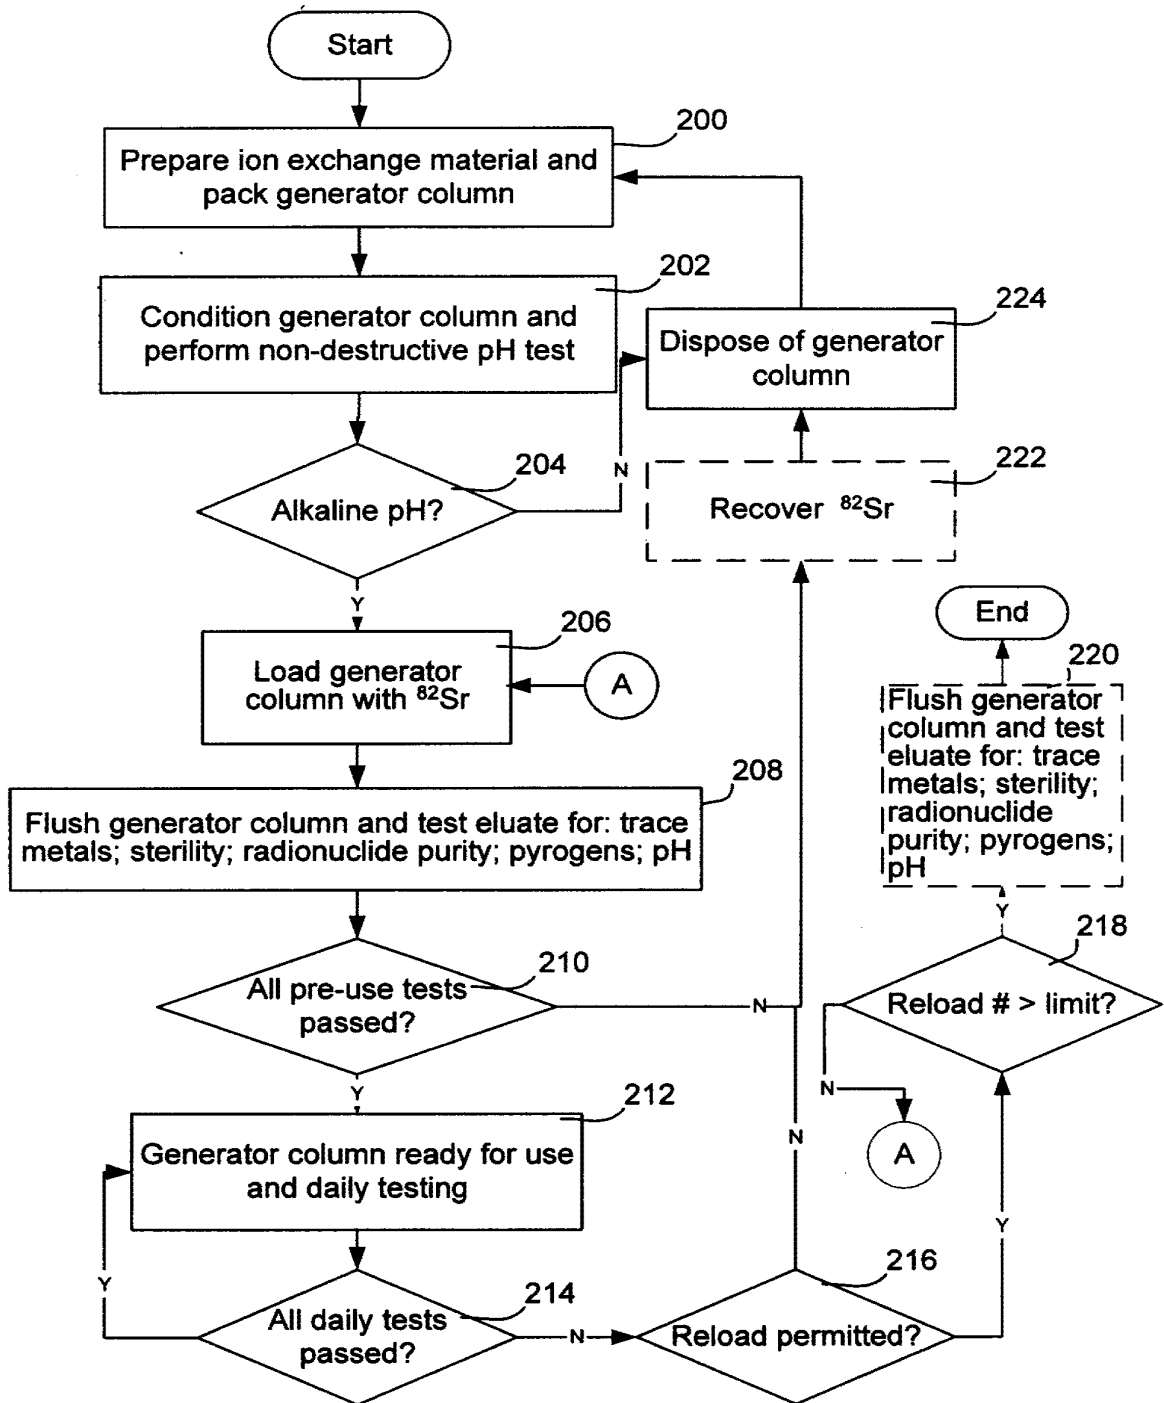 Start
200
Prepare ion exchange material and
pack generator column
202
Condition generator column and
perform non-destructive pH test
224
Dispose of generator
column
204
Alkaline pH?
N
222
Recover ⁸²Sr
Y
206
Load generator
column with ⁸²Sr
A
End
220
Flush generator
column and test
eluate for: trace
metals; sterility;
radionuclide
purity; pyrogens;
pH
208
Flush generator column and test eluate for: trace
metals; sterility; radionuclide purity; pyrogens; pH
Y
218
Reload # > limit?
N
A
210
All pre-use tests
passed?
N
Y
212
Generator column ready for use
and daily testing
N
Y
Y
214
All daily tests
passed?
N
216
Reload permitted?